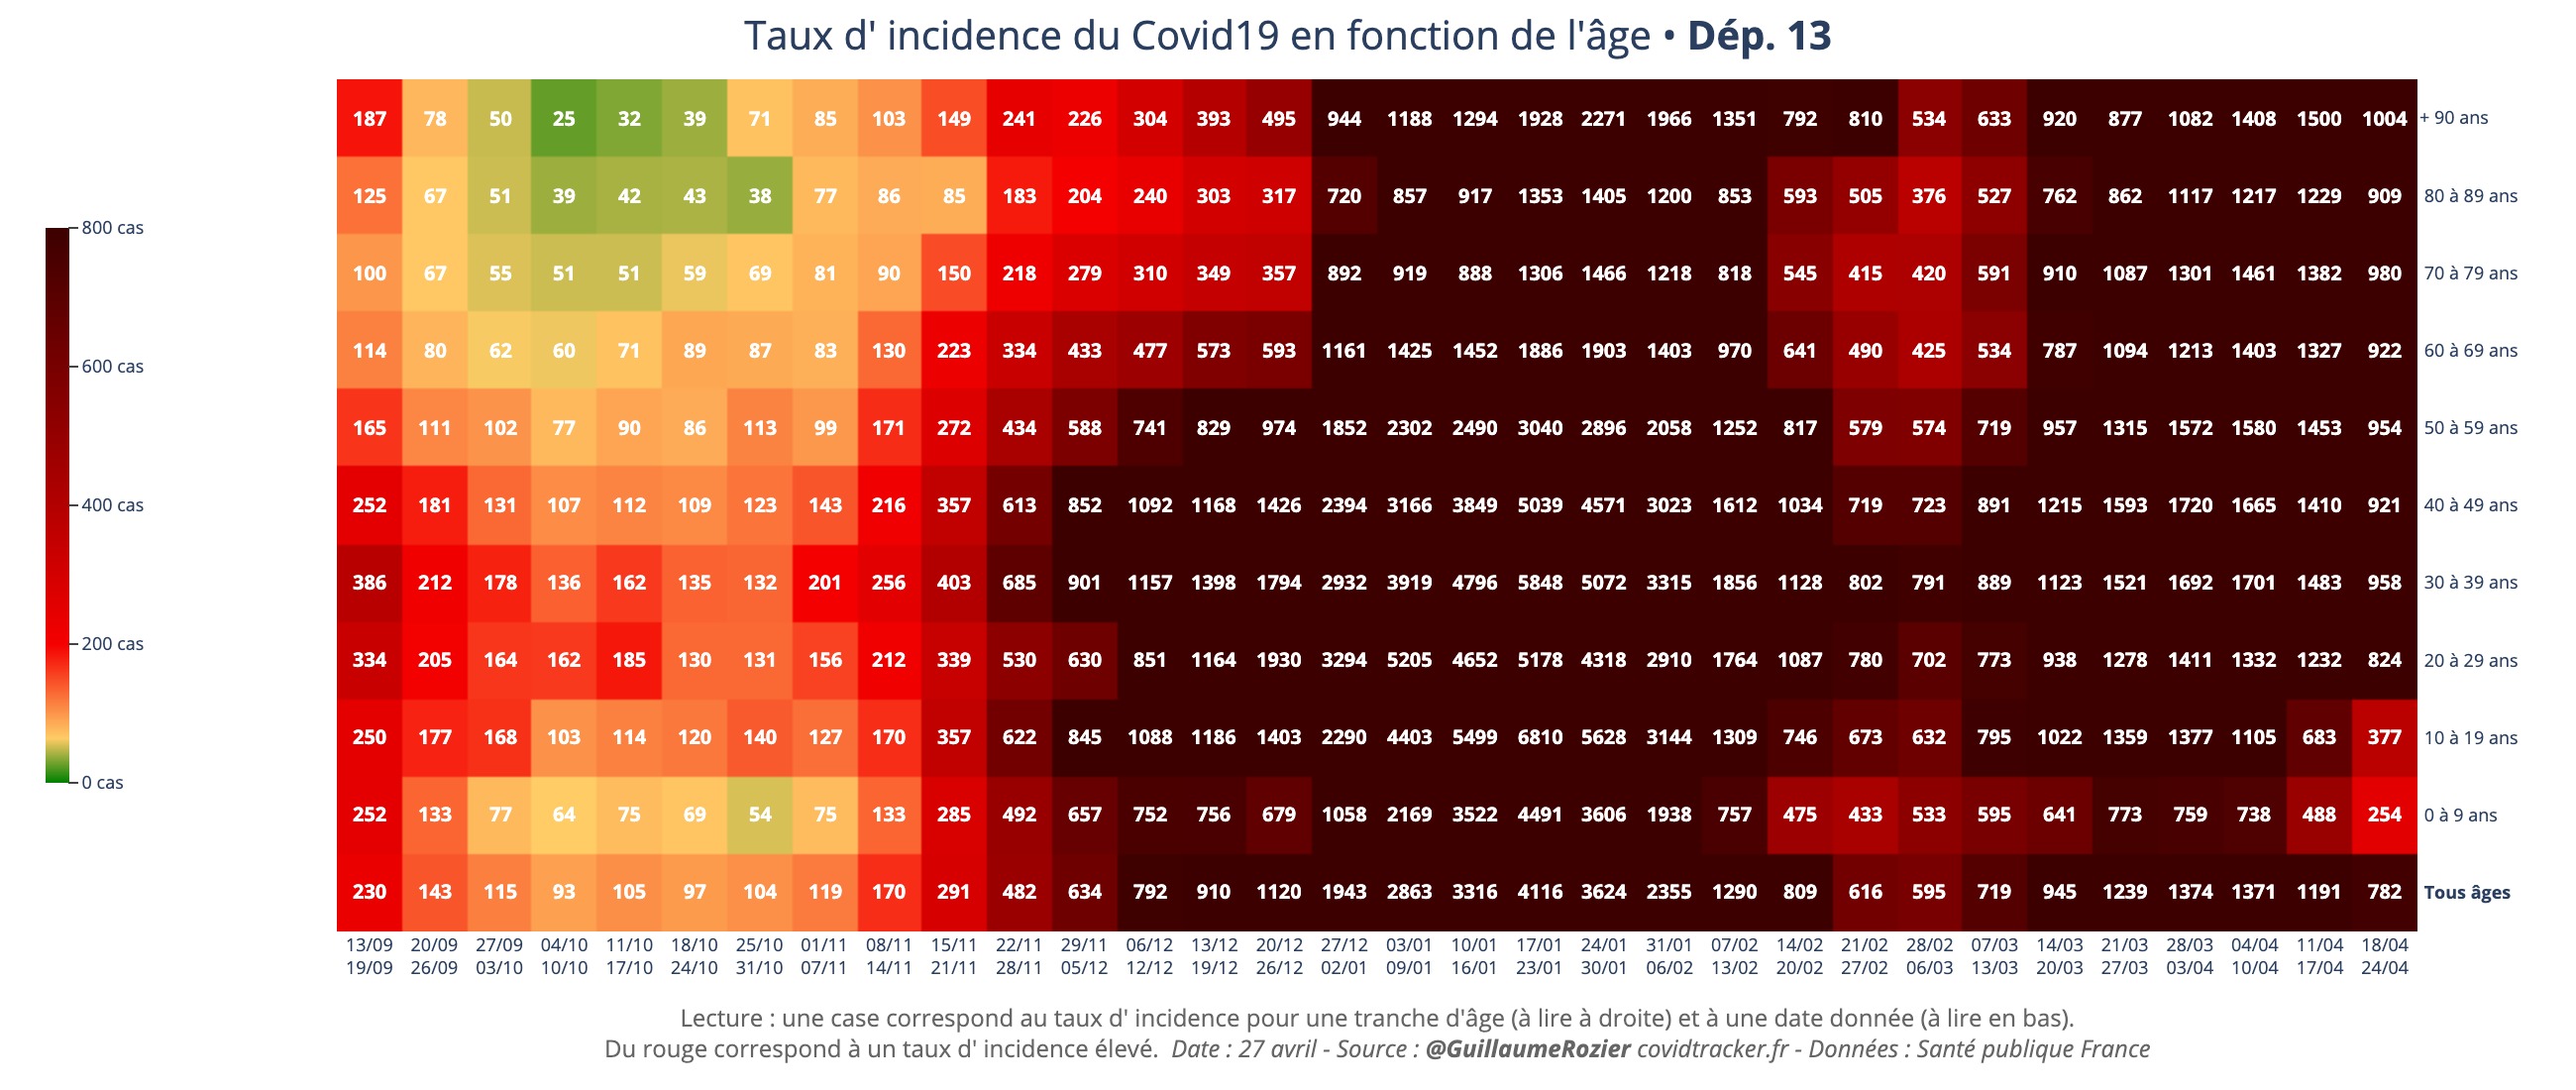 Taux d' incidence du Covid19 en fonction de l'âge • Dép. 13
800 cas
600 cas
400 cas
200 cas
0 cas
187 78 50 25 32 39 71 85 103 149 241 226 304 393 495 944 1188 1294 1928 2271 1966 1351 792 810 534 633 920 877 1082 1408 1500 1004 + 90 ans
125 67 51 39 42 43 38 77 86 85 183 204 240 303 317 720 857 917 1353 1405 1200 853 593 505 376 527 762 862 1117 1217 1229 909 80 à 89 ans
100 67 55 51 51 59 69 81 90 150 218 279 310 349 357 892 919 888 1306 1466 1218 818 545 415 420 591 910 1087 1301 1461 1382 980 70 à 79 ans
114 80 62 60 71 89 87 83 130 223 334 433 477 573 593 1161 1425 1452 1886 1903 1403 970 641 490 425 534 787 1094 1213 1403 1327 922 60 à 69 ans
165 111 102 77 90 86 113 99 171 272 434 588 741 829 974 1852 2302 2490 3040 2896 2058 1252 817 579 574 719 957 1315 1572 1580 1453 954 50 à 59 ans
252 181 131 107 112 109 123 143 216 357 613 852 1092 1168 1426 2394 3166 3849 5039 4571 3023 1612 1034 719 723 891 1215 1593 1720 1665 1410 921 40 à 49 ans
386 212 178 136 162 135 132 201 256 403 685 901 1157 1398 1794 2932 3919 4796 5848 5072 3315 1856 1128 802 791 889 1123 1521 1692 1701 1483 958 30 à 39 ans
334 205 164 162 185 130 131 156 212 339 530 630 851 1164 1930 3294 5205 4652 5178 4318 2910 1764 1087 780 702 773 938 1278 1411 1332 1232 824 20 à 29 ans
250 177 168 103 114 120 140 127 170 357 622 845 1088 1186 1403 2290 4403 5499 6810 5628 3144 1309 746 673 632 795 1022 1359 1377 1105 683 377 10 à 19 ans
252 133 77 64 75 69 54 75 133 285 492 657 752 756 679 1058 2169 3522 4491 3606 1938 757 475 433 533 595 641 773 759 738 488 254 0 à 9 ans
230 143 115 93 105 97 104 119 170 291 482 634 792 910 1120 1943 2863 3316 4116 3624 2355 1290 809 616 595 719 945 1239 1374 1371 1191 782 Tous âges
13/09 20/09 27/09 04/10 11/10 18/10 25/10 01/11 08/11 15/11 22/11 29/11 06/12 13/12 20/12 27/12 03/01 10/01 17/01 24/01 31/01 07/02 14/02 21/02 28/02 07/03 14/03 21/03 28/03 04/04 11/04 18/04
19/09 26/09 03/10 10/10 17/10 24/10 31/10 07/11 14/11 21/11 28/11 05/12 12/12 19/12 26/12 02/01 09/01 16/01 23/01 30/01 06/02 13/02 20/02 27/02 06/03 13/03 20/03 27/03 03/04 10/04 17/04 24/04
Lecture : une case correspond au taux d' incidence pour une tranche d'âge (à lire à droite) et à une date donnée (à lire en bas).
Du rouge correspond à un taux d' incidence élevé. Date : 27 avril - Source : @GuillaumeRozier covidtracker.fr - Données : Santé publique France